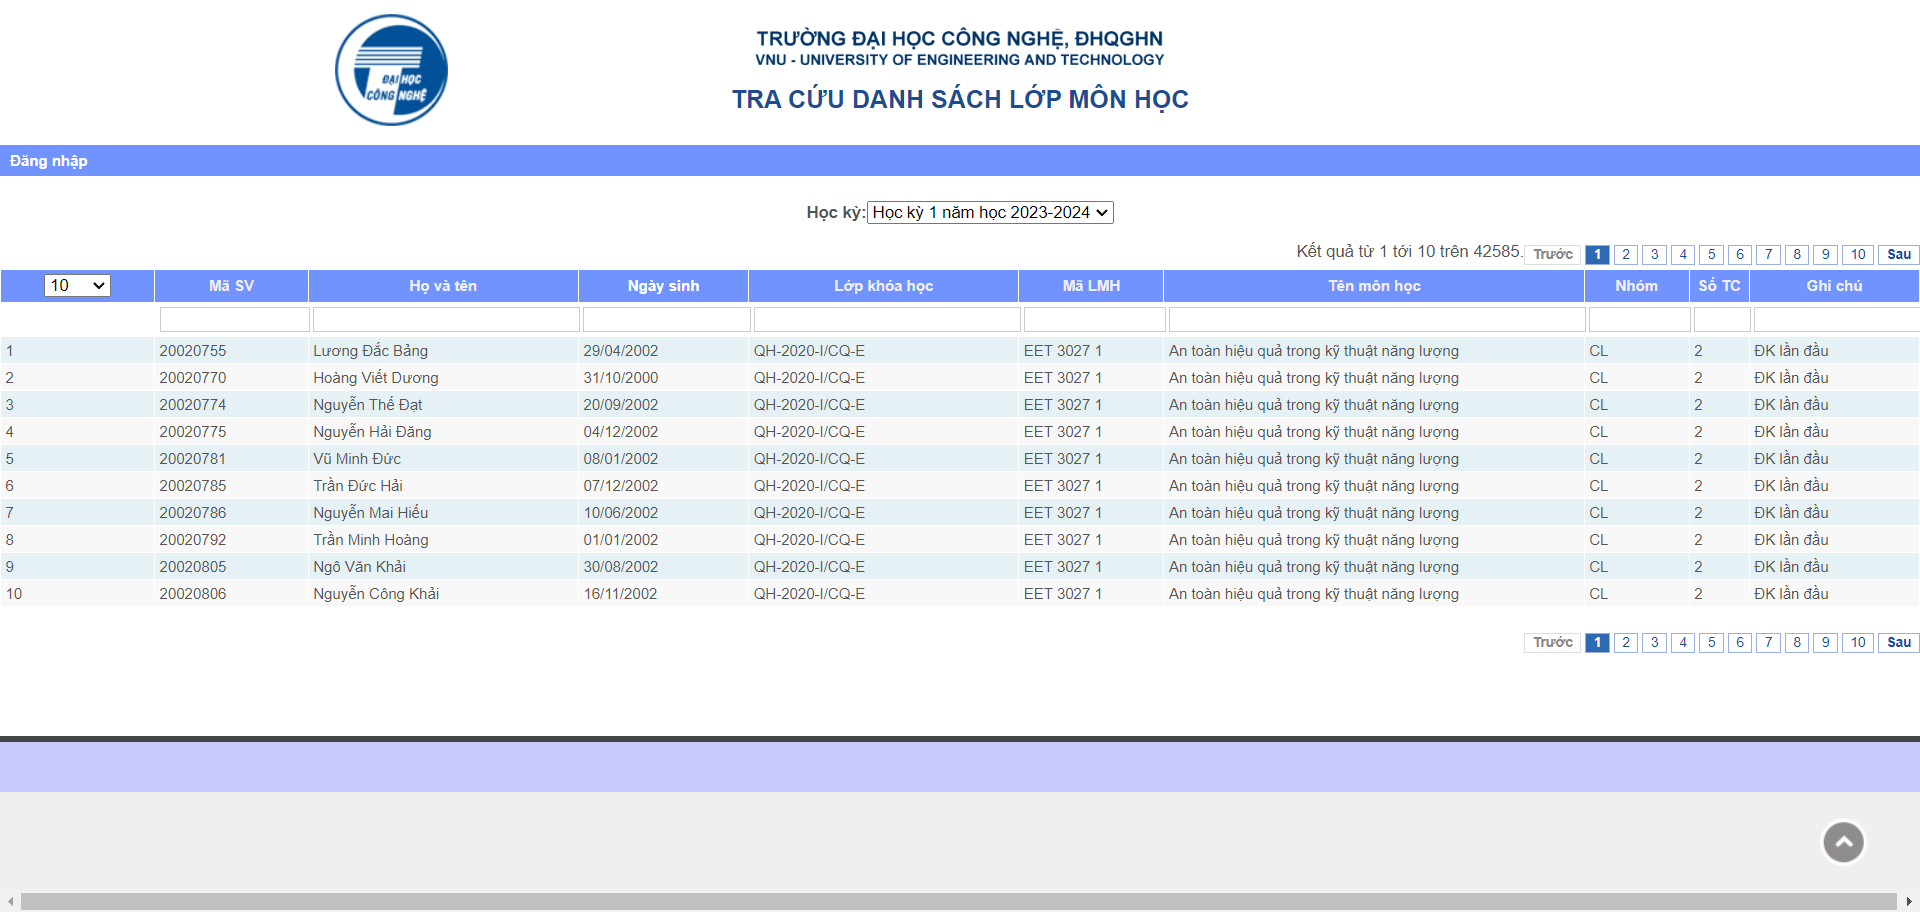 ĐẠI HỌC
CÔNG NGHỆ
TRƯỜNG ĐẠI HỌC CÔNG NGHỆ, ĐHQGHN
VNU - UNIVERSITY OF ENGINEERING AND TECHNOLOGY
TRA CỨU DANH SÁCH LỚP MÔN HỌC
Đăng nhập
Học kỳ: Học kỳ 1 năm học 2023-2024
Kết quả từ 1 tới 10 trên 42585. Trước 1 2 3 4 5 6 7 8 9 10 Sau
10 Mã SV Họ và tên Ngày sinh Lớp khóa học Mã LMH Tên môn học Nhóm Số TC Ghi chú
1 20020755 Lương Đắc Bảng 29/04/2002 QH-2020-I/CQ-E EET 3027 1 An toàn hiệu quả trong kỹ thuật năng lượng CL 2 ĐK lần đầu
2 20020770 Hoàng Viết Dương 31/10/2000 QH-2020-I/CQ-E EET 3027 1 An toàn hiệu quả trong kỹ thuật năng lượng CL 2 ĐK lần đầu
3 20020774 Nguyễn Thế Đạt 20/09/2002 QH-2020-I/CQ-E EET 3027 1 An toàn hiệu quả trong kỹ thuật năng lượng CL 2 ĐK lần đầu
4 20020775 Nguyễn Hải Đăng 04/12/2002 QH-2020-I/CQ-E EET 3027 1 An toàn hiệu quả trong kỹ thuật năng lượng CL 2 ĐK lần đầu
5 20020781 Vũ Minh Đức 08/01/2002 QH-2020-I/CQ-E EET 3027 1 An toàn hiệu quả trong kỹ thuật năng lượng CL 2 ĐK lần đầu
6 20020785 Trần Đức Hải 07/12/2002 QH-2020-I/CQ-E EET 3027 1 An toàn hiệu quả trong kỹ thuật năng lượng CL 2 ĐK lần đầu
7 20020786 Nguyễn Mai Hiếu 10/06/2002 QH-2020-I/CQ-E EET 3027 1 An toàn hiệu quả trong kỹ thuật năng lượng CL 2 ĐK lần đầu
8 20020792 Trần Minh Hoàng 01/01/2002 QH-2020-I/CQ-E EET 3027 1 An toàn hiệu quả trong kỹ thuật năng lượng CL 2 ĐK lần đầu
9 20020805 Ngô Văn Khải 30/08/2002 QH-2020-I/CQ-E EET 3027 1 An toàn hiệu quả trong kỹ thuật năng lượng CL 2 ĐK lần đầu
10 20020806 Nguyễn Công Khải 16/11/2002 QH-2020-I/CQ-E EET 3027 1 An toàn hiệu quả trong kỹ thuật năng lượng CL 2 ĐK lần đầu
Trước 1 2 3 4 5 6 7 8 9 10 Sau